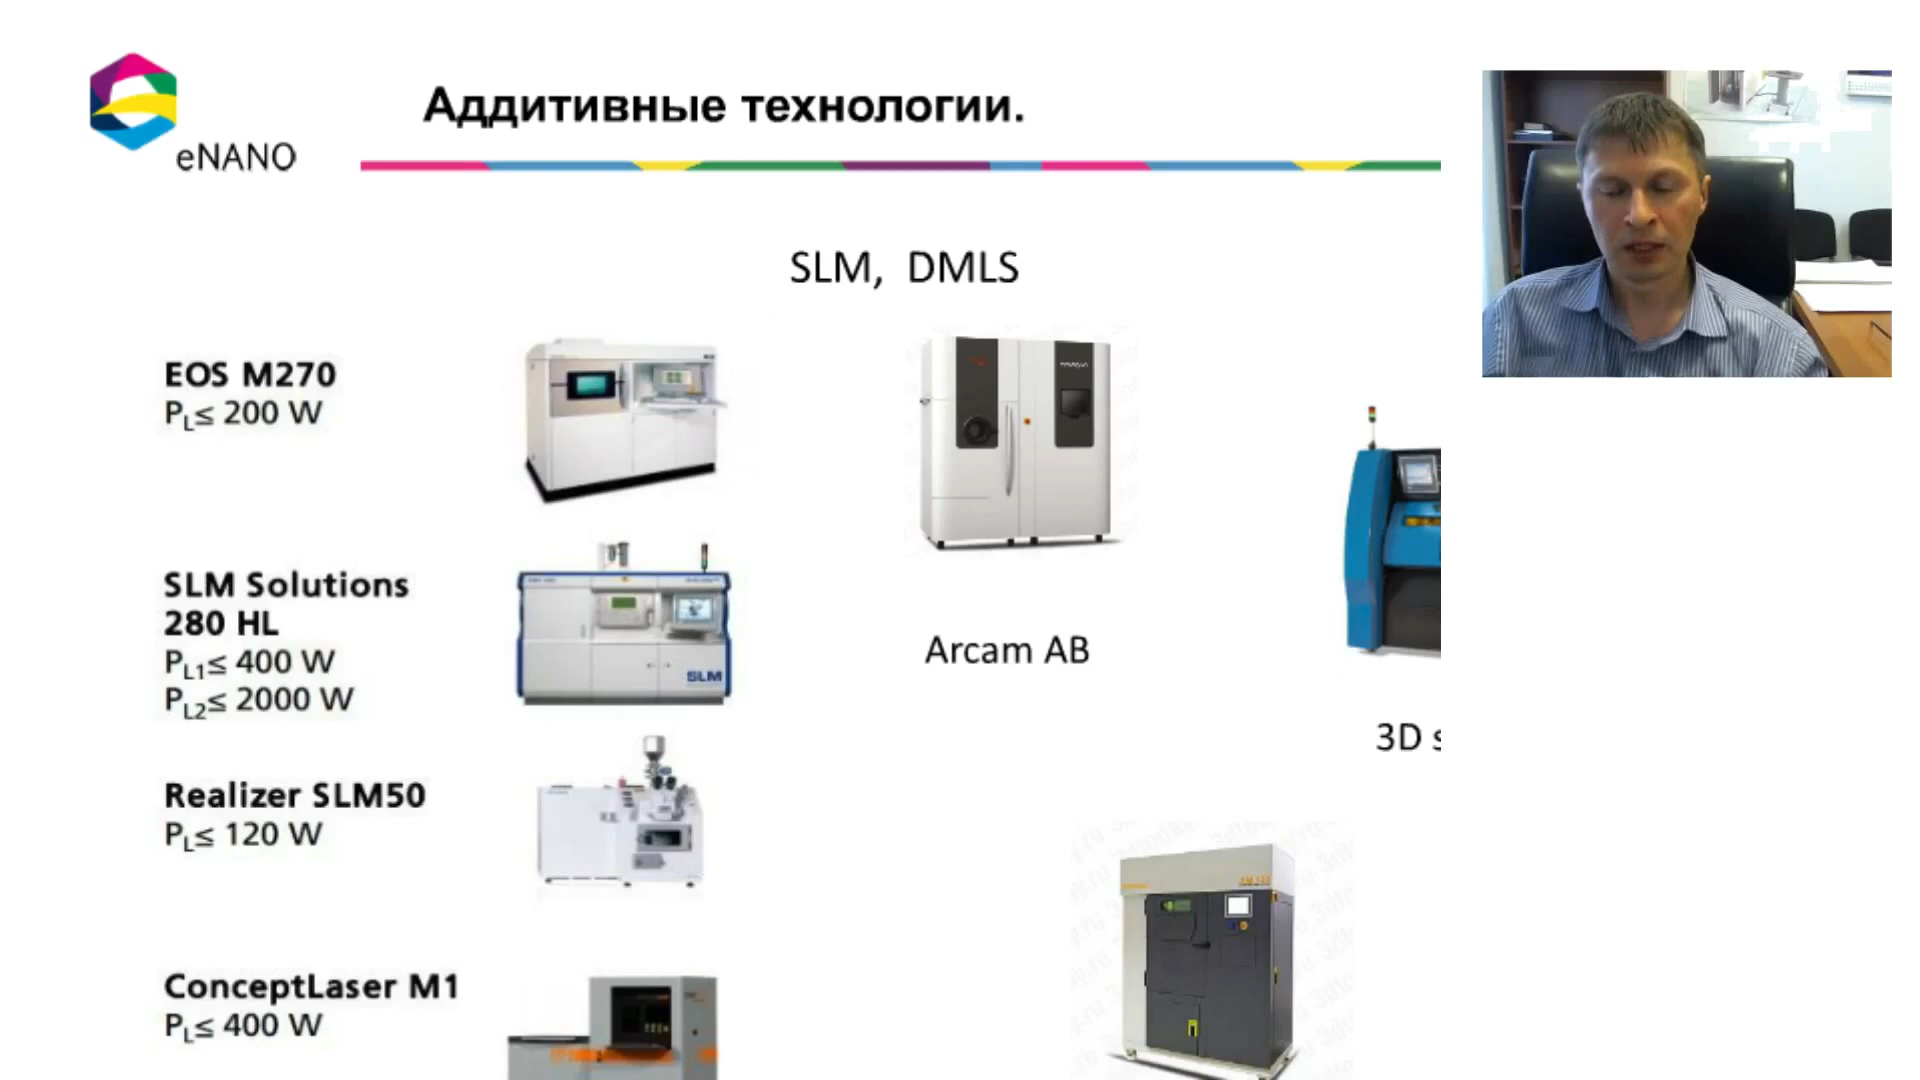 Аддитивные технологии.
eNANO
SLM, DMLS
EOS M270
PL≤ 200 W
SLM Solutions
280 HL
PL1≤ 400 W
PL2≤ 2000 W
SLM
Arcam AB
3D s
Realizer SLM50
PL≤ 120 W
ConceptLaser M1
PL≤ 400 W